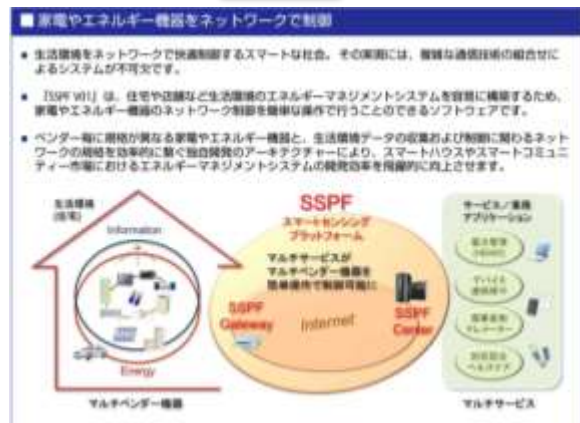 ■ 家電やエネルギー機器をネットワークで制御
● 生活環境をネットワークで快適制御するスマートな社会。その実現には、複雑な通信技術の組合せに
よるシステムが不可欠です。
● 「SSPF V01」は、住宅や店舗など生活環境のエネルギーマネジメントシステムを容易に構築するため、
家電やエネルギー機器のネットワーク制御を簡単な操作で行うことのできるソフトウェアです。
● ベンダー毎に規格が異なる家電やエネルギー機器と、生活環境データの収集および制御に関わるネット
ワークの規格を効率的に繋ぐ独自開発のアーキテクチャーにより、スマートハウスやスマートコミュニ
ティー市場におけるエネルギーマネジメントシステムの開発効率を飛躍的に向上させます。
生活環境
(住宅)
Information
Energy
マルチベンダー機器
SSPF
スマートセンシング
プラットフォーム
マルチサービスが
マルチベンダー機器を
簡単操作で制御可能に
SSPF
Gateway
Internet
SSPF
Center
サービス/業務
アプリケーション
デバイス
ヘルスケア
マルチサービス